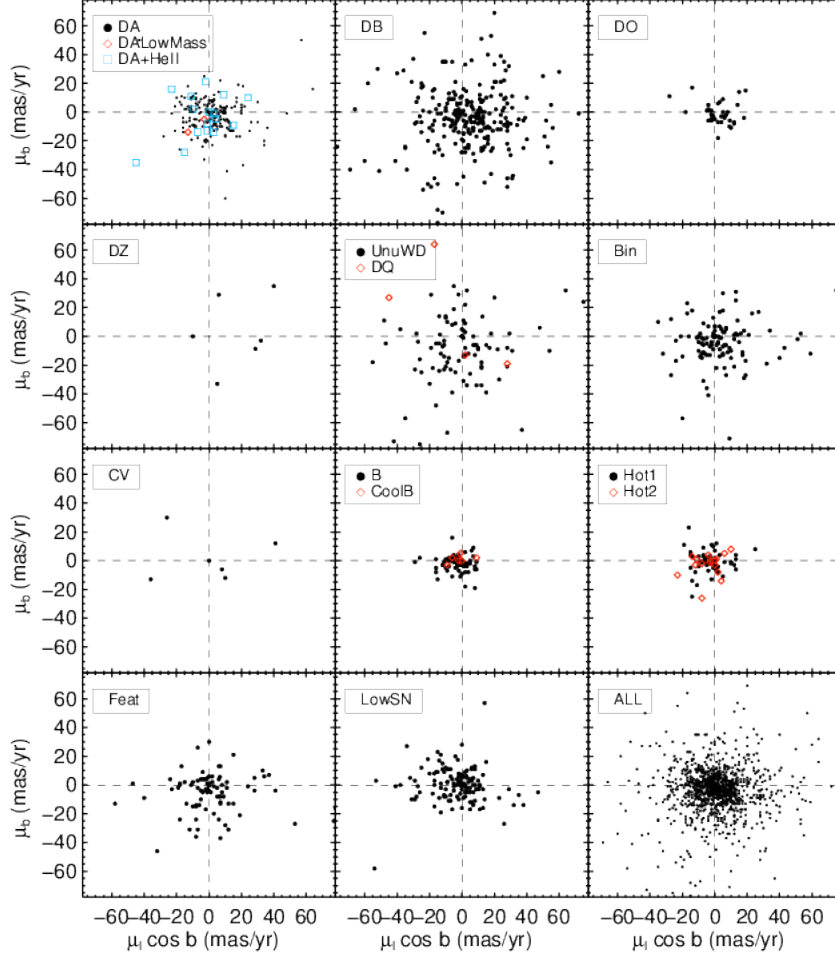 DA
DA*LowMass
DA+HeII
DB
DO
60
40
20
0
−20
−40
−60
μb (mas/yr)
DZ
UnuWD
DQ
Bin
60
40
20
0
−20
−40
−60
μb (mas/yr)
CV
B
CoolB
Hot1
Hot2
60
40
20
0
−20
−40
−60
μb (mas/yr)
Feat
LowSN
ALL
60
40
20
0
−20
−40
−60
μb (mas/yr)
−60−40−20 0 20 40 60
−60−40−20 0 20 40 60
−60−40−20 0 20 40 60
μl cos b (mas/yr)
μl cos b (mas/yr)
μl cos b (mas/yr)